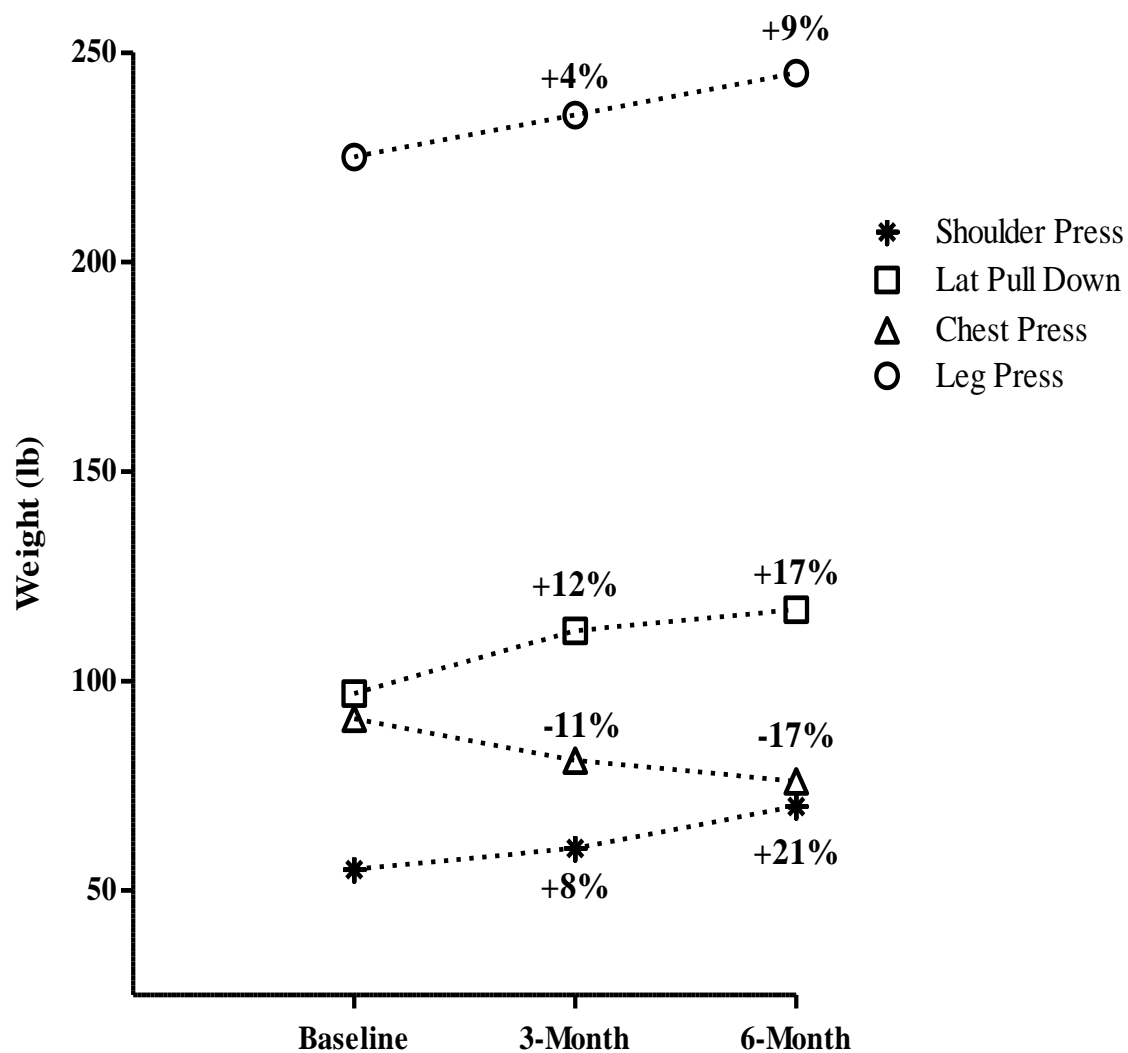 +9%
250
+4%
Shoulder Press
200
Lat Pull Down
Chest Press
Leg Press
Weight (lb)
150
+12%
+17%
100
-11%
-17%
+21%
50
+8%
Baseline
3-Month
6-Month